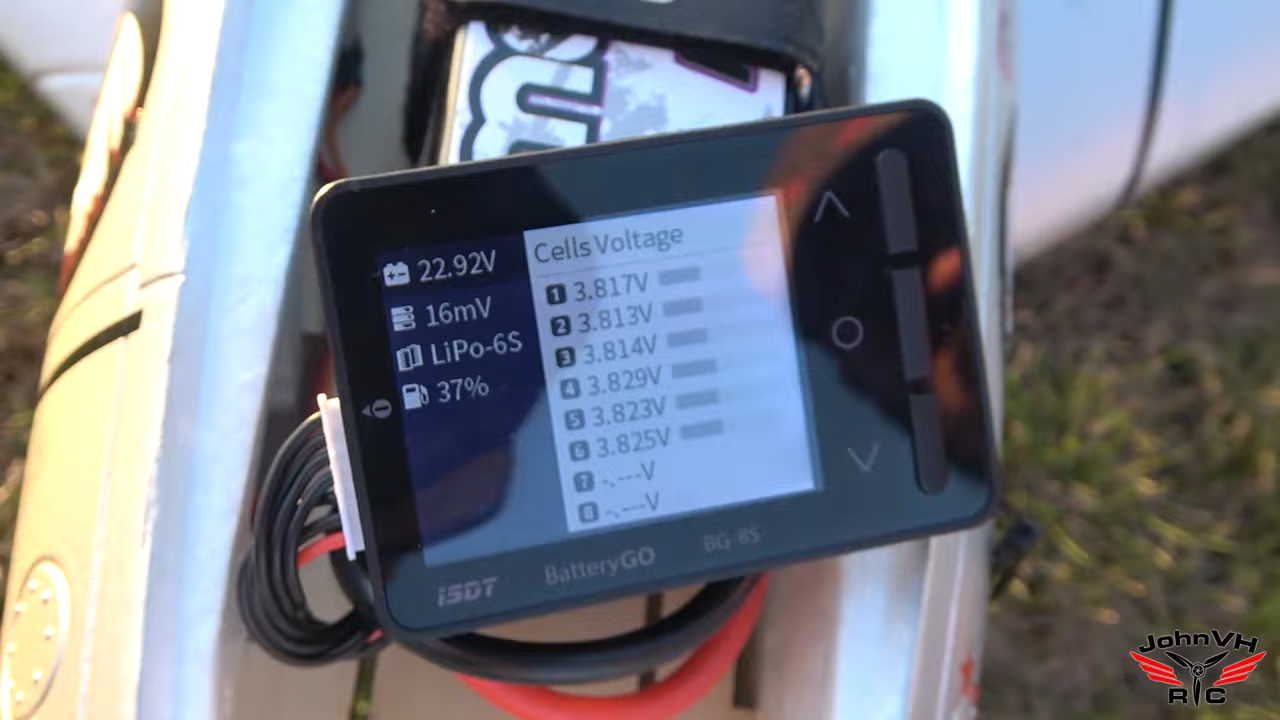 22.92V
16mV
LiPo-6S
37%
Cells Voltage
1 3.817V
2 3.813V
3 3.814V
4 3.829V
5 3.823V
6 3.825V
7 -.---V
8 -.---V
iSDT BatteryGO BG-8S
JohnVH
RC